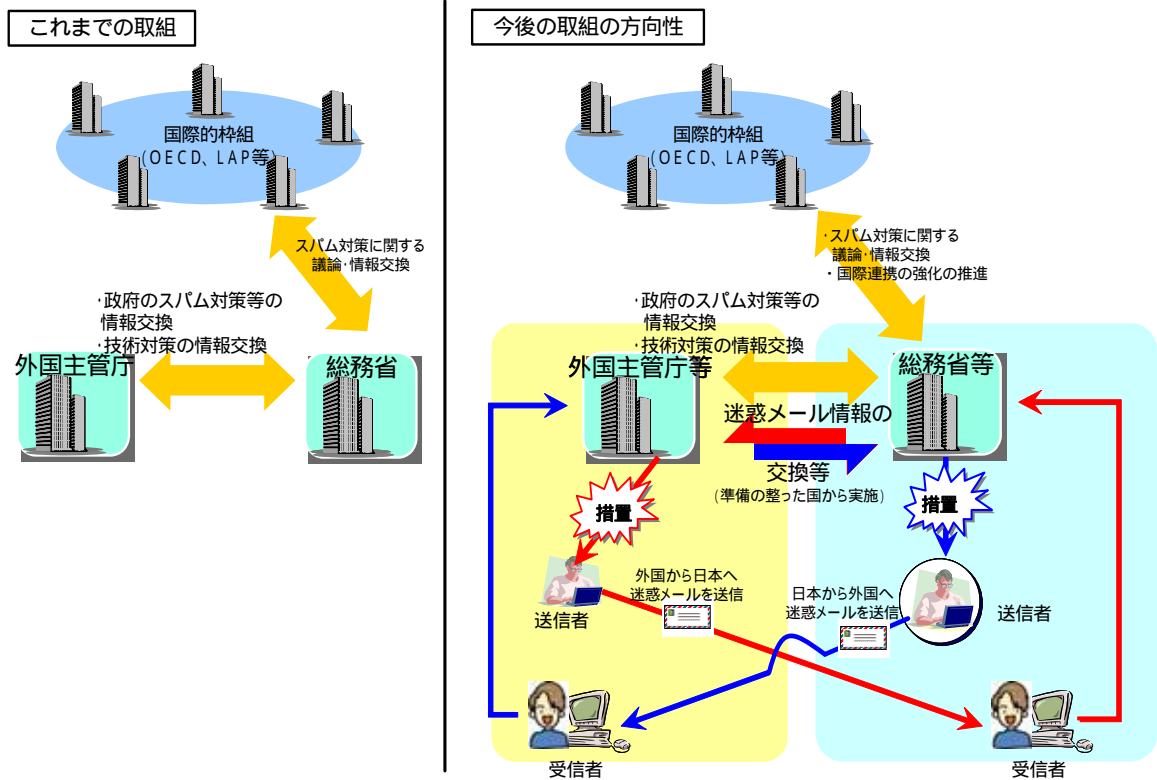 これまでの取組
国際的枠組
(OECD、LAP等)
スパム対策に関する
議論・情報交換
・政府のスパム対策等の
情報交換
・技術対策の情報交換
外国主管庁
総務省
今後の取組の方向性
国際的枠組
(OECD、LAP等)
・スパム対策に関する
議論・情報交換
・国際連携の強化の推進
・政府のスパム対策等の
情報交換
・技術対策の情報交換
外国主管庁等
総務省等
迷惑メール情報の
交換等
(準備の整った国から実施)
措置
措置
外国から日本へ
迷惑メールを送信
日本から外国へ
迷惑メールを送信
送信者
送信者
受信者
受信者